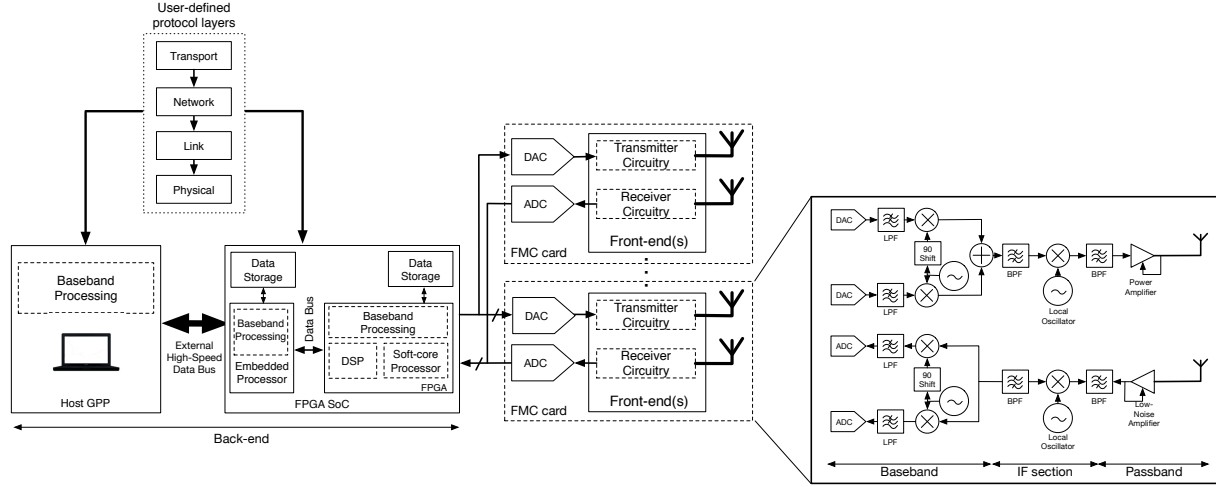 User-defined
protocol layers
Transport
Network
Link
Physical
Baseband
Processing
Host GPP
External
High-Speed
Data Bus
Data
Storage
Data
Storage
Baseband
Processing
Embedded
Processor
Data Bus
Baseband
Processing
DSP
Soft-core
Processor
FPGA
FPGA SoC
Back-end
DAC
Transmitter
Circuitry
ADC
Receiver
Circuitry
Front-end(s)
FMC card
DAC
Transmitter
Circuitry
ADC
Receiver
Circuitry
Front-end(s)
FMC card
DAC
LPF
90
Shift
BPF
BPF
DAC
LPF
Local
Oscillator
Power
Amplifier
ADC
LPF
90
Shift
BPF
BPF
ADC
LPF
Local
Oscillator
Low-
Noise
Amplifier
Baseband
IF section
Passband